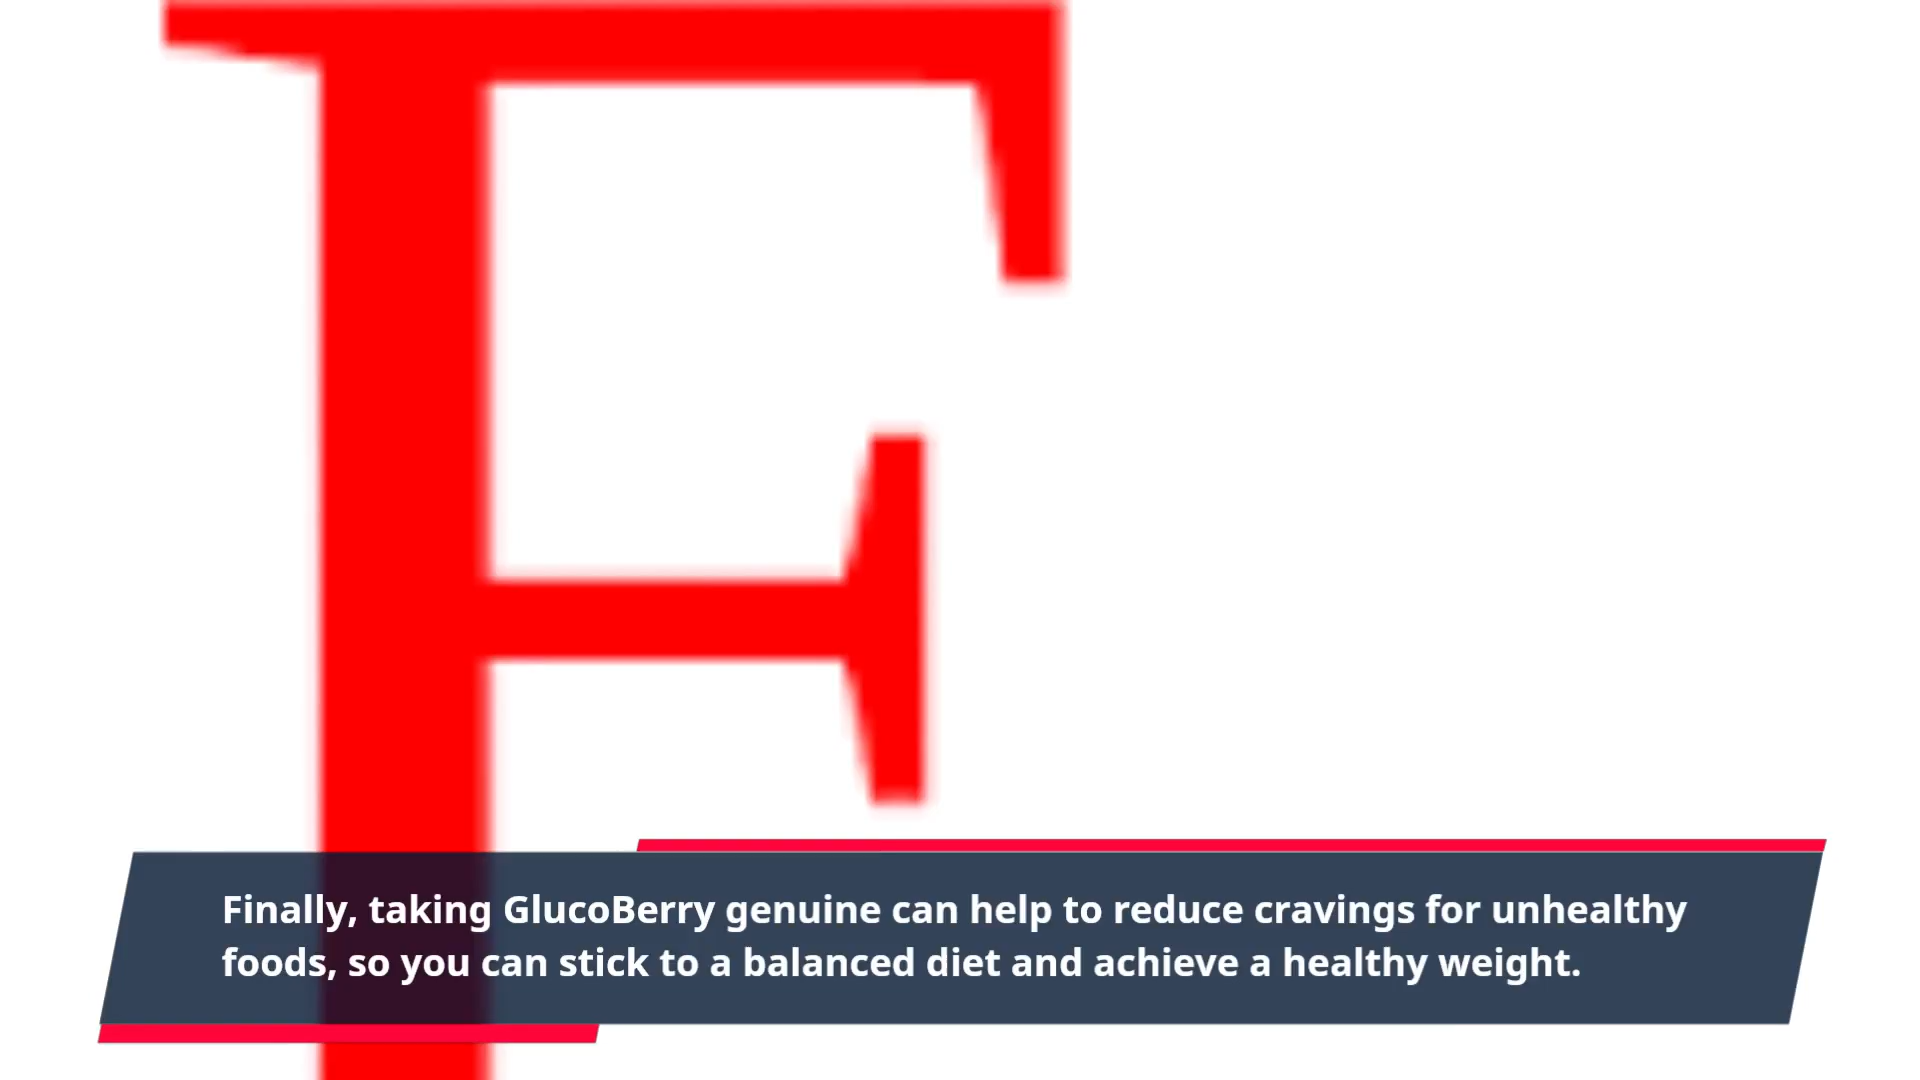 F
Finally, taking GlucoBerry genuine can help to reduce cravings for unhealthy
foods, so you can stick to a balanced diet and achieve a healthy weight.